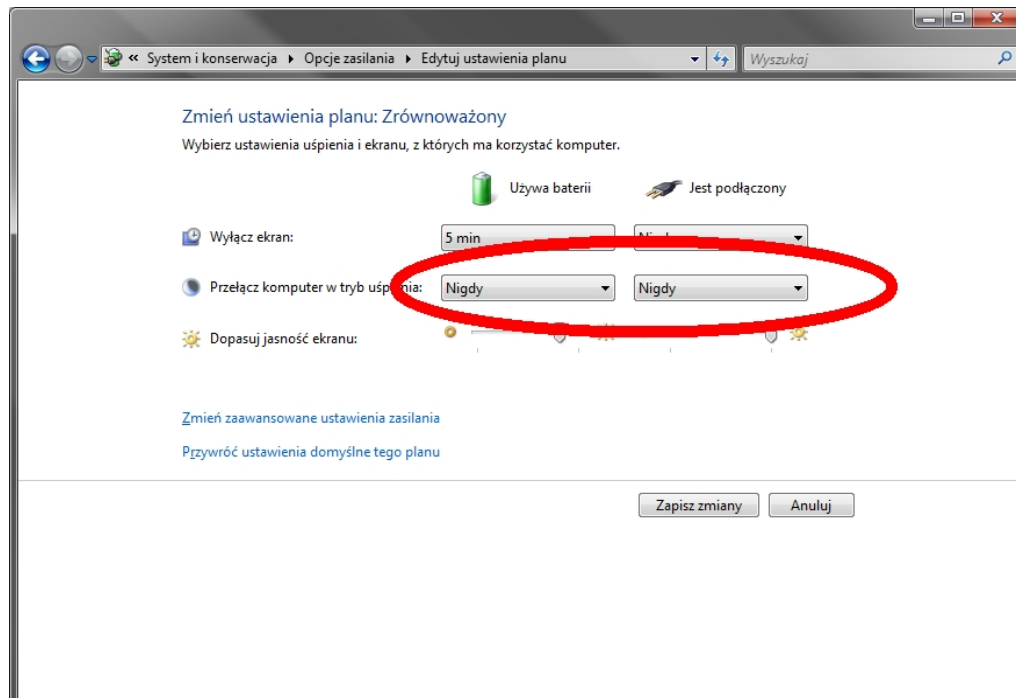 « System i konserwacja ▸ Opcje zasilania ▸ Edytuj ustawienia planu Wyszukaj
Zmień ustawienia planu: Zrównoważony
Wybierz ustawienia uśpienia i ekranu, z których ma korzystać komputer.
Używa baterii Jest podłączony
Wyłącz ekran: 5 min
Przełącz komputer w tryb uśpienia: Nigdy Nigdy
Dopasuj jasność ekranu:
Zmień zaawansowane ustawienia zasilania
Przywróć ustawienia domyślne tego planu
Zapisz zmiany Anuluj